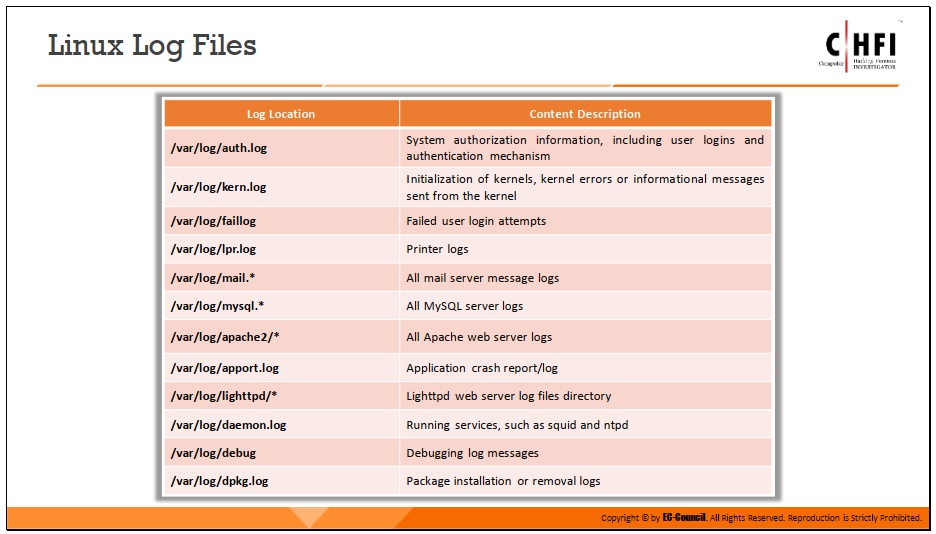 Linux Log Files
CHFI
Computer Hacking Forensic
INVESTIGATOR
Log Location Content Description
/var/log/auth.log System authorization information, including user logins and
authentication mechanism
/var/log/kern.log Initialization of kernels, kernel errors or informational messages
sent from the kernel
/var/log/faillog Failed user login attempts
/var/log/lpr.log Printer logs
/var/log/mail.* All mail server message logs
/var/log/mysql.* All MySQL server logs
/var/log/apache2/* All Apache web server logs
/var/log/apport.log Application crash report/log
/var/log/lighttpd/* Lighttpd web server log files directory
/var/log/daemon.log Running services, such as squid and ntpd
/var/log/debug Debugging log messages
/var/log/dpkg.log Package installation or removal logs
Copyright © by EC-Council. All Rights Reserved. Reproduction is Strictly Prohibited.